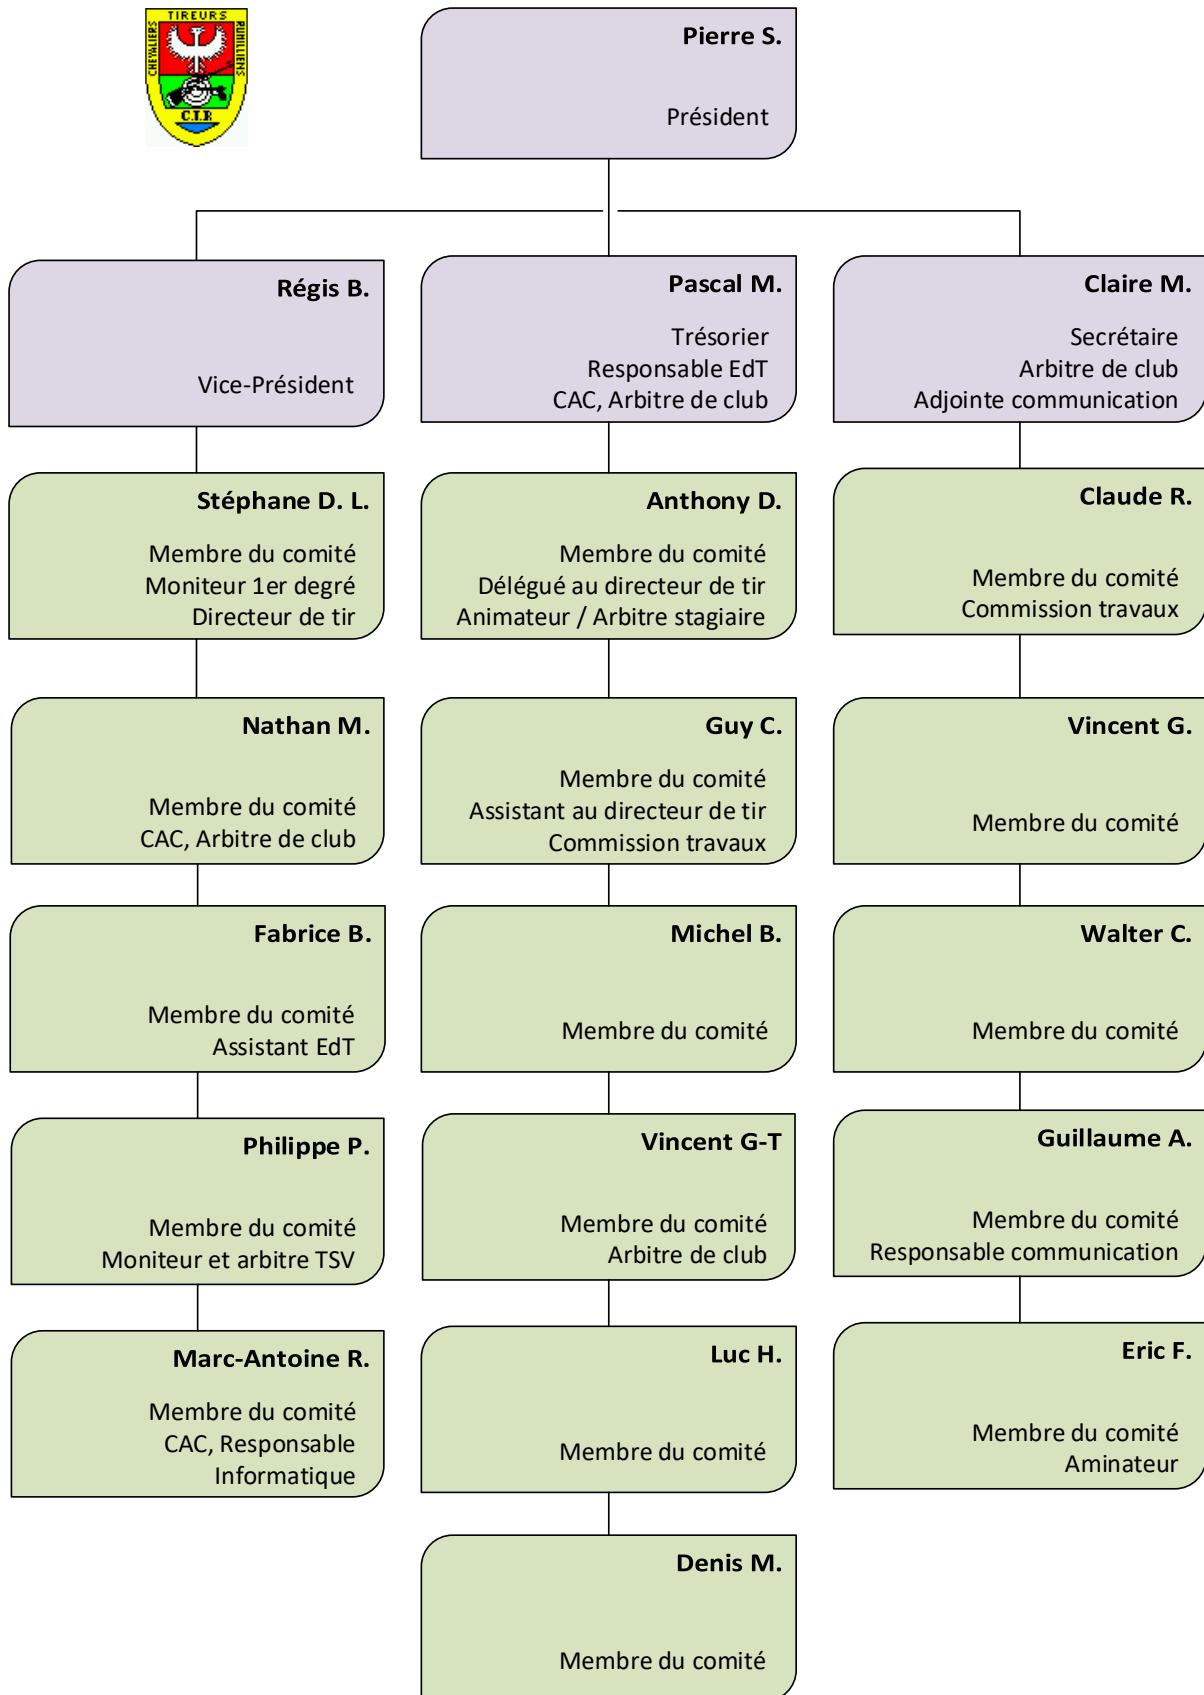 TIREURS
CHEVALIERS
RUMILLIENS
C.T.R
Pierre S.
Président
Régis B.
Vice-Président
Pascal M.
Trésorier
Responsable EdT
CAC, Arbitre de club
Claire M.
Secrétaire
Arbitre de club
Adjointe communication
Stéphane D. L.
Membre du comité
Moniteur 1er degré
Directeur de tir
Anthony D.
Membre du comité
Délégué au directeur de tir
Animateur / Arbitre stagiaire
Claude R.
Membre du comité
Commission travaux
Nathan M.
Membre du comité
CAC, Arbitre de club
Guy C.
Membre du comité
Assistant au directeur de tir
Commission travaux
Vincent G.
Membre du comité
Fabrice B.
Membre du comité
Assistant EdT
Michel B.
Membre du comité
Walter C.
Membre du comité
Philippe P.
Membre du comité
Moniteur et arbitre TSV
Vincent G-T
Membre du comité
Arbitre de club
Guillaume A.
Membre du comité
Responsable communication
Marc-Antoine R.
Membre du comité
CAC, Responsable
Informatique
Luc H.
Membre du comité
Eric F.
Membre du comité
Aminateur
Denis M.
Membre du comité